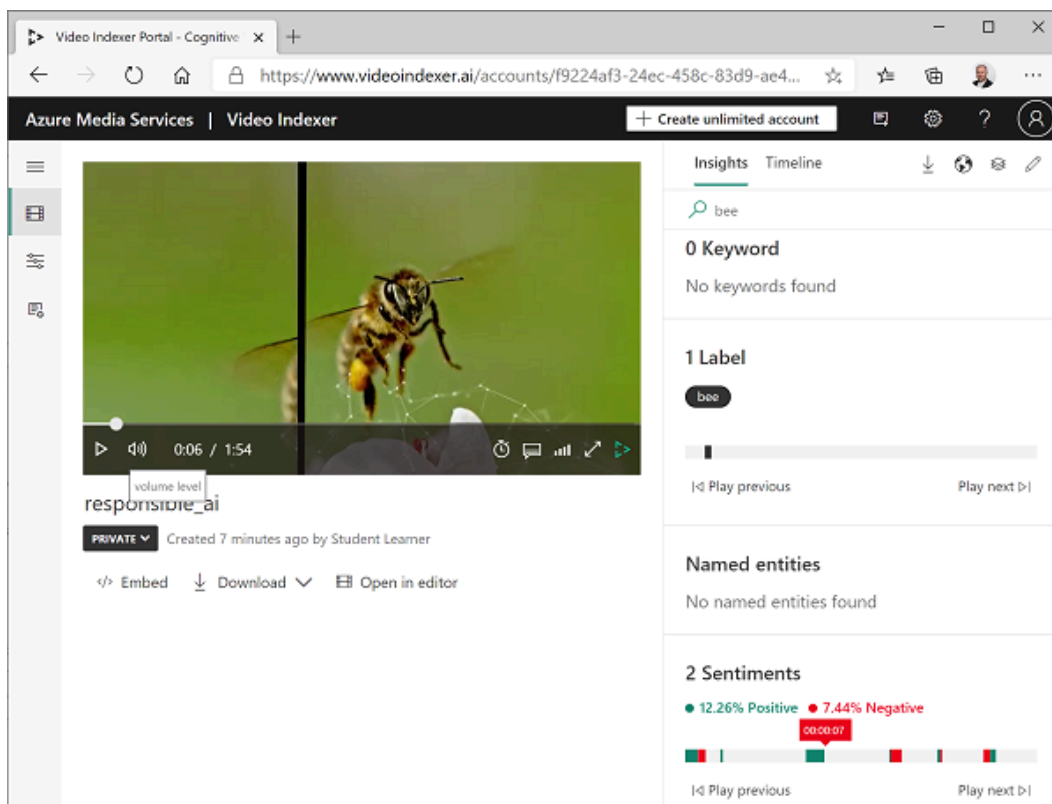 Video Indexer Portal - Cognitive
https://www.videoindexer.ai/accounts/f9224af3-24ec-458c-83d9-ae4...
Azure Media Services | Video Indexer
+ Create unlimited account
?
Insights Timeline
bee
0 Keyword
No keywords found
1 Label
bee
Play previous Play next
Named entities
No named entities found
2 Sentiments
12.26% Positive 7.44% Negative
00:00:07
Play previous Play next
0:06 / 1:54
volume level
responsible_ai
PRIVATE Created 7 minutes ago by Student Learner
</> Embed Download Open in editor